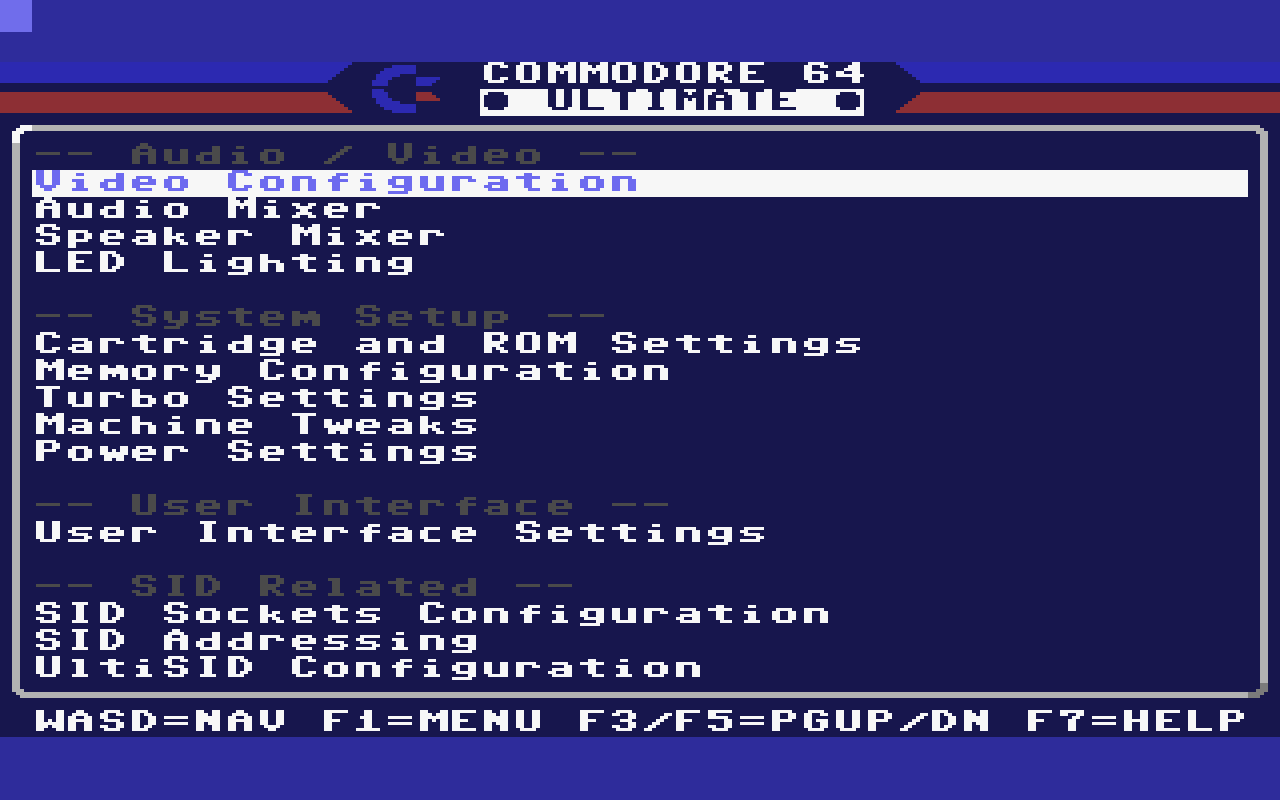 COMMODORE 64
ULTIMATE
-- Audio / Video --
Video Configuration
Audio Mixer
Speaker Mixer
LED Lighting
-- System Setup --
Cartridge and ROM Settings
Memory Configuration
Turbo Settings
Machine Tweaks
Power Settings
-- User Interface --
User Interface Settings
-- SID Related --
SID Sockets Configuration
SID Addressing
UltiSID Configuration
WASD=NAV F1=MENU F3/F5=PGUP/DN F7=HELP